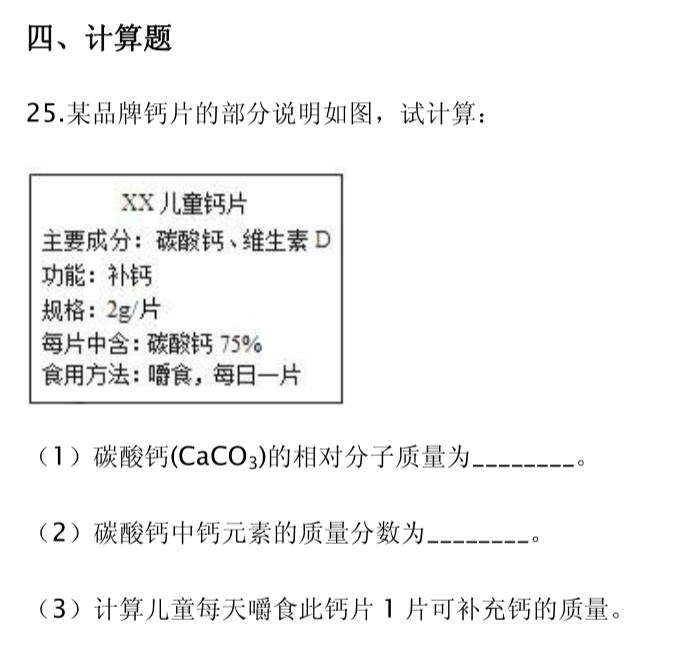 四、计算题
25.某品牌钙片的部分说明如图，试计算：
XX 儿童钙片
主要成分：碳酸钙、维生素 D
功能：补钙
规格：2g/片
每片中含：碳酸钙 75%
食用方法：嚼食，每日一片
（1）碳酸钙(CaCO₃)的相对分子质量为________。
（2）碳酸钙中钙元素的质量分数为________。
（3）计算儿童每天嚼食此钙片 1 片可补充钙的质量。